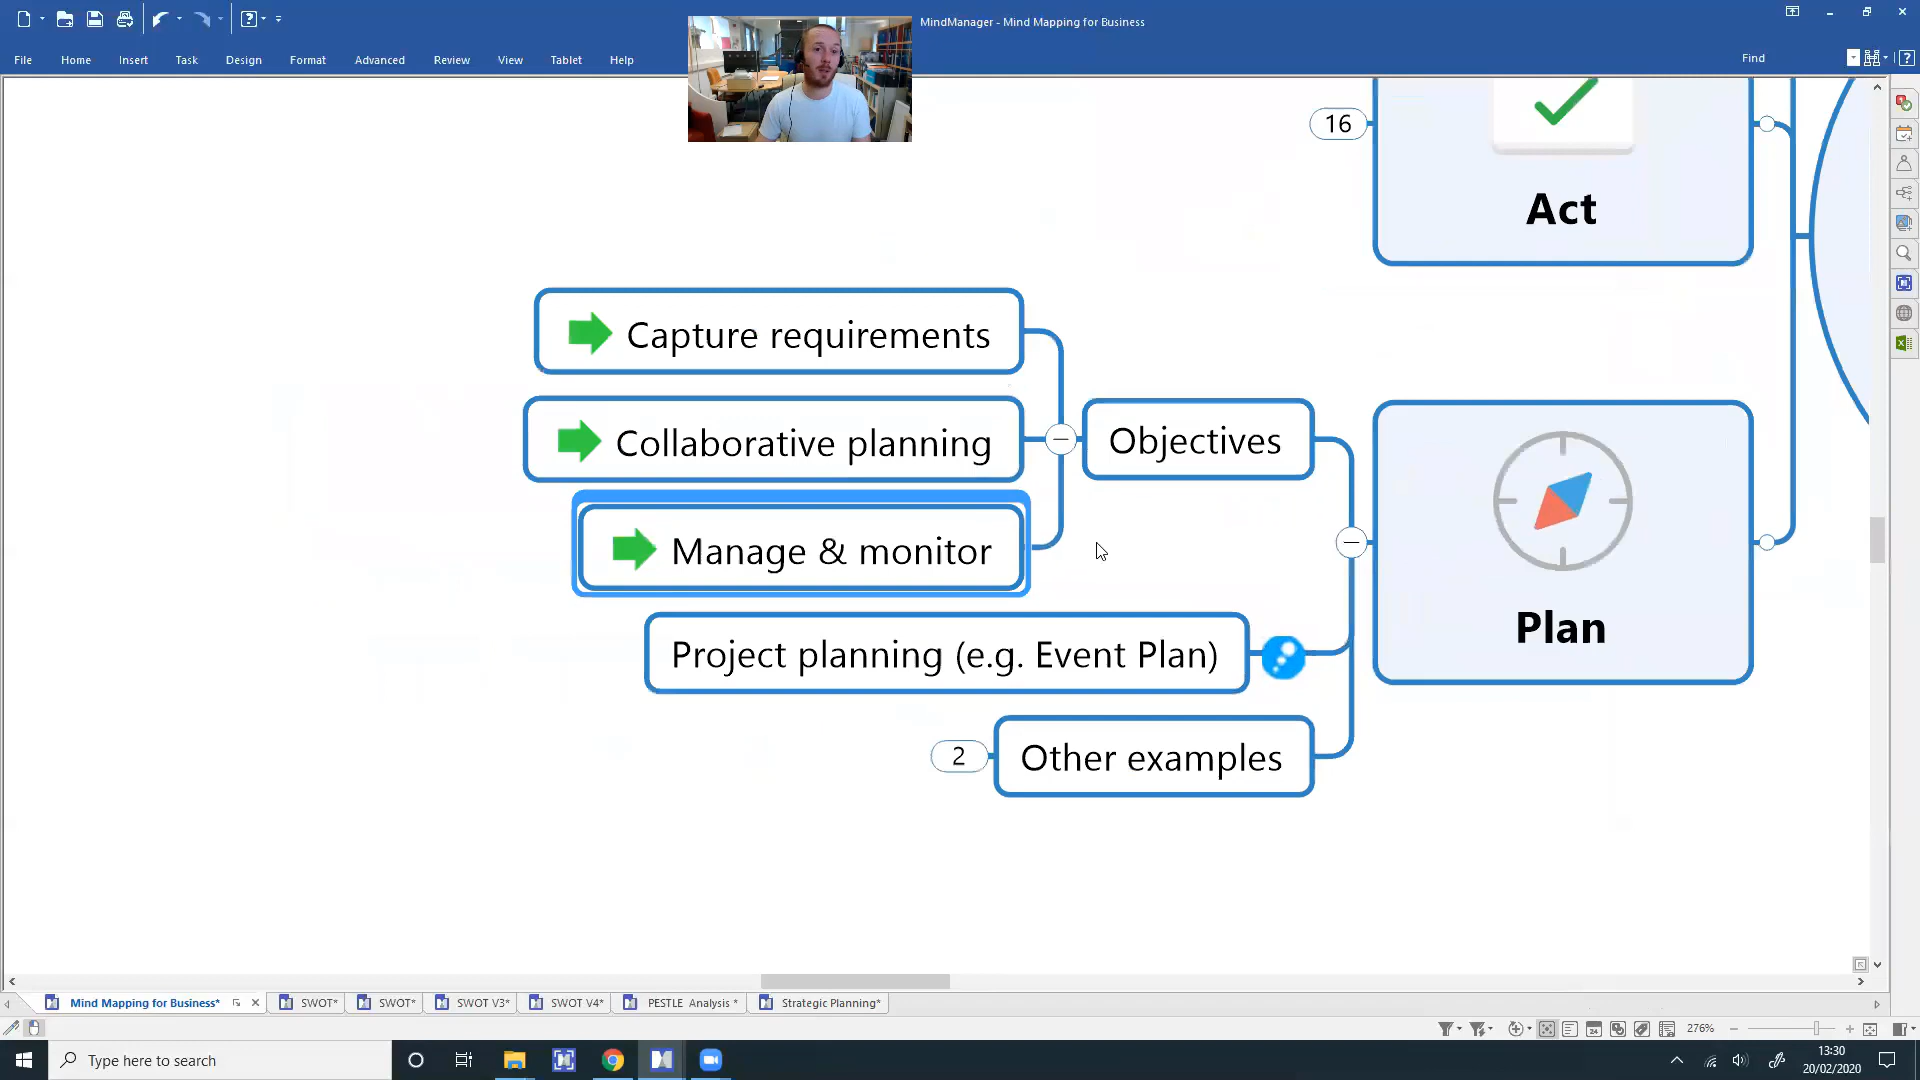 MindManager - Mind Mapping for Business
File Home Insert Task Design Format Advanced Review View Tablet Help Find
16
Act
Capture requirements
Collaborative planning
Objectives
Manage & monitor
Project planning (e.g. Event Plan)
Plan
2
Other examples
Mind Mapping for Business* SWOT* SWOT* SWOT V3* SWOT V4* PESTLE Analysis * Strategic Planning*
276%
Type here to search
13:30
20/02/2020